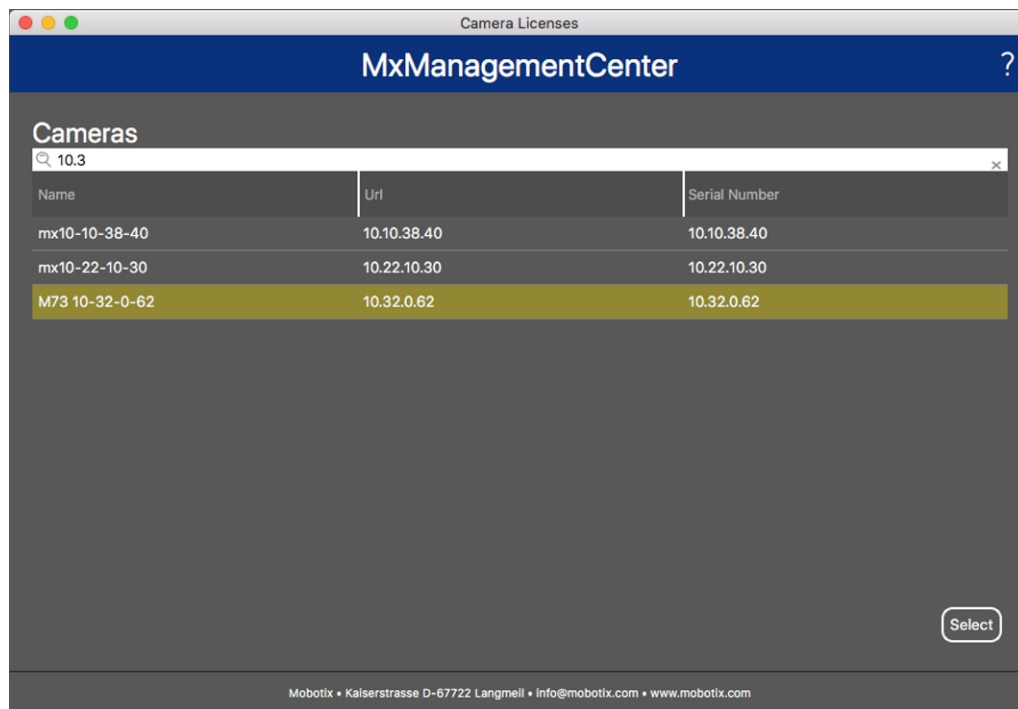 Camera Licenses
MxManagementCenter ?
Cameras
10.3 ×
Name Url Serial Number
mx10-10-38-40 10.10.38.40 10.10.38.40
mx10-22-10-30 10.22.10.30 10.22.10.30
M73 10-32-0-62 10.32.0.62 10.32.0.62
Select
Mobotix • Kaiserstrasse D-67722 Langmeil • info@mobotix.com • www.mobotix.com